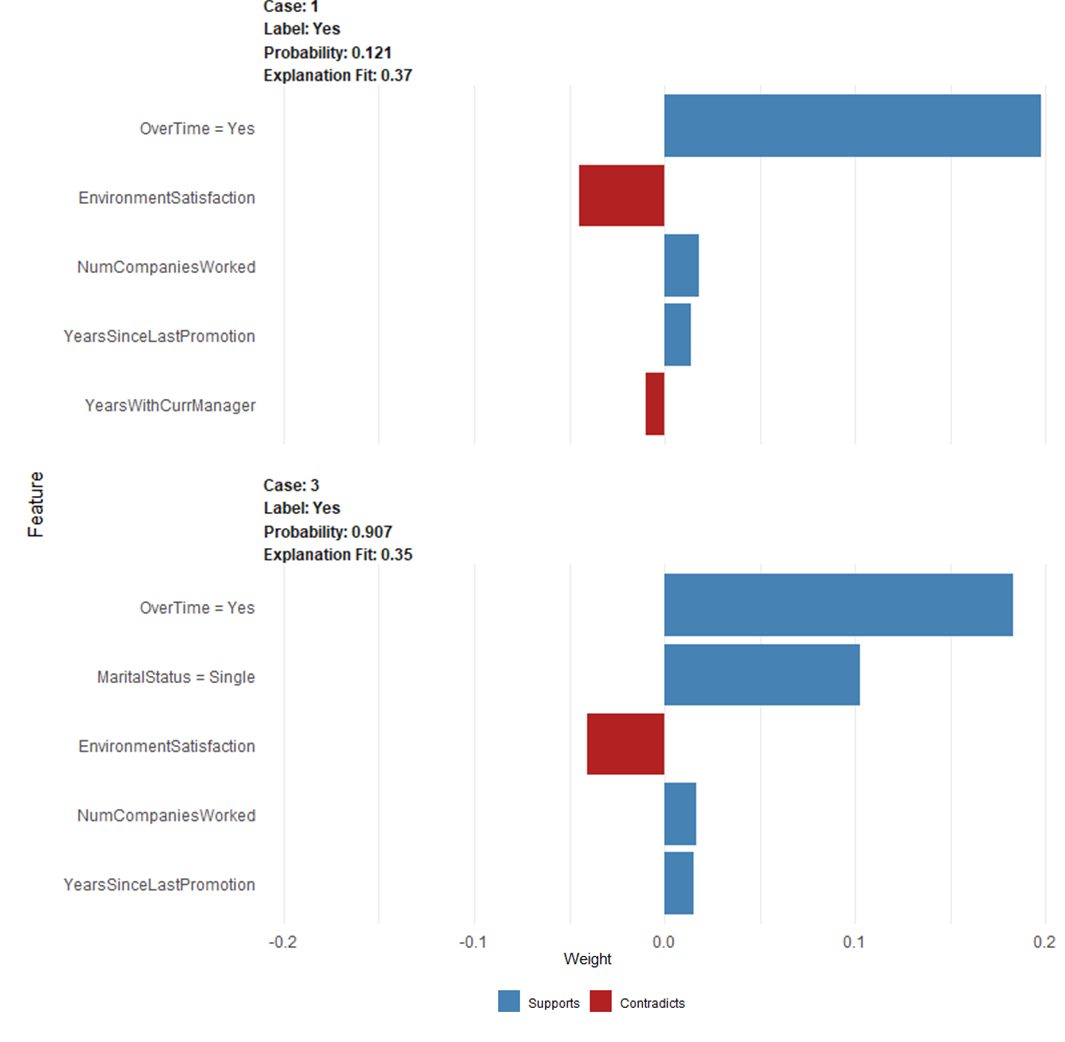 Case: 1
Label: Yes
Probability: 0.121
Explanation Fit: 0.37
OverTime = Yes
EnvironmentSatisfaction
NumCompaniesWorked
YearsSinceLastPromotion
YearsWithCurrManager
Feature
Case: 3
Label: Yes
Probability: 0.907
Explanation Fit: 0.35
OverTime = Yes
MaritalStatus = Single
EnvironmentSatisfaction
NumCompaniesWorked
YearsSinceLastPromotion
-0.2 -0.1 0.0 0.1 0.2
Weight
Supports Contradicts